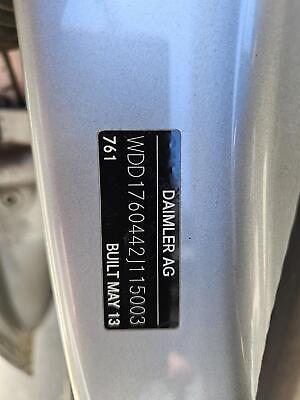 DAIMLER AG
WDD1760442J115003
761 BUILT MAY 13